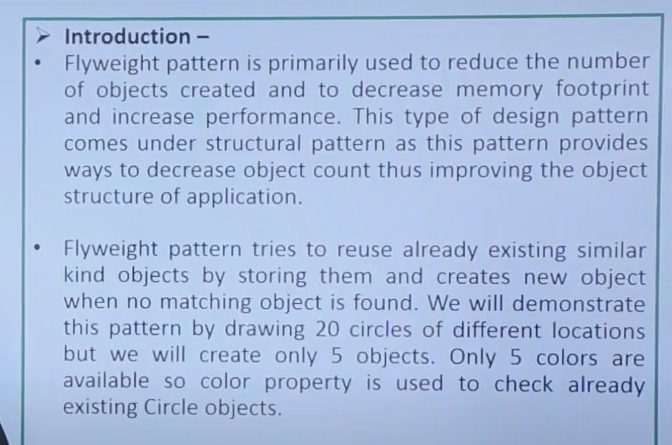 ➤ Introduction –
• Flyweight pattern is primarily used to reduce the number
of objects created and to decrease memory footprint
and increase performance. This type of design pattern
comes under structural pattern as this pattern provides
ways to decrease object count thus improving the object
structure of application.
• Flyweight pattern tries to reuse already existing similar
kind objects by storing them and creates new object
when no matching object is found. We will demonstrate
this pattern by drawing 20 circles of different locations
but we will create only 5 objects. Only 5 colors are
available so color property is used to check already
existing Circle objects.